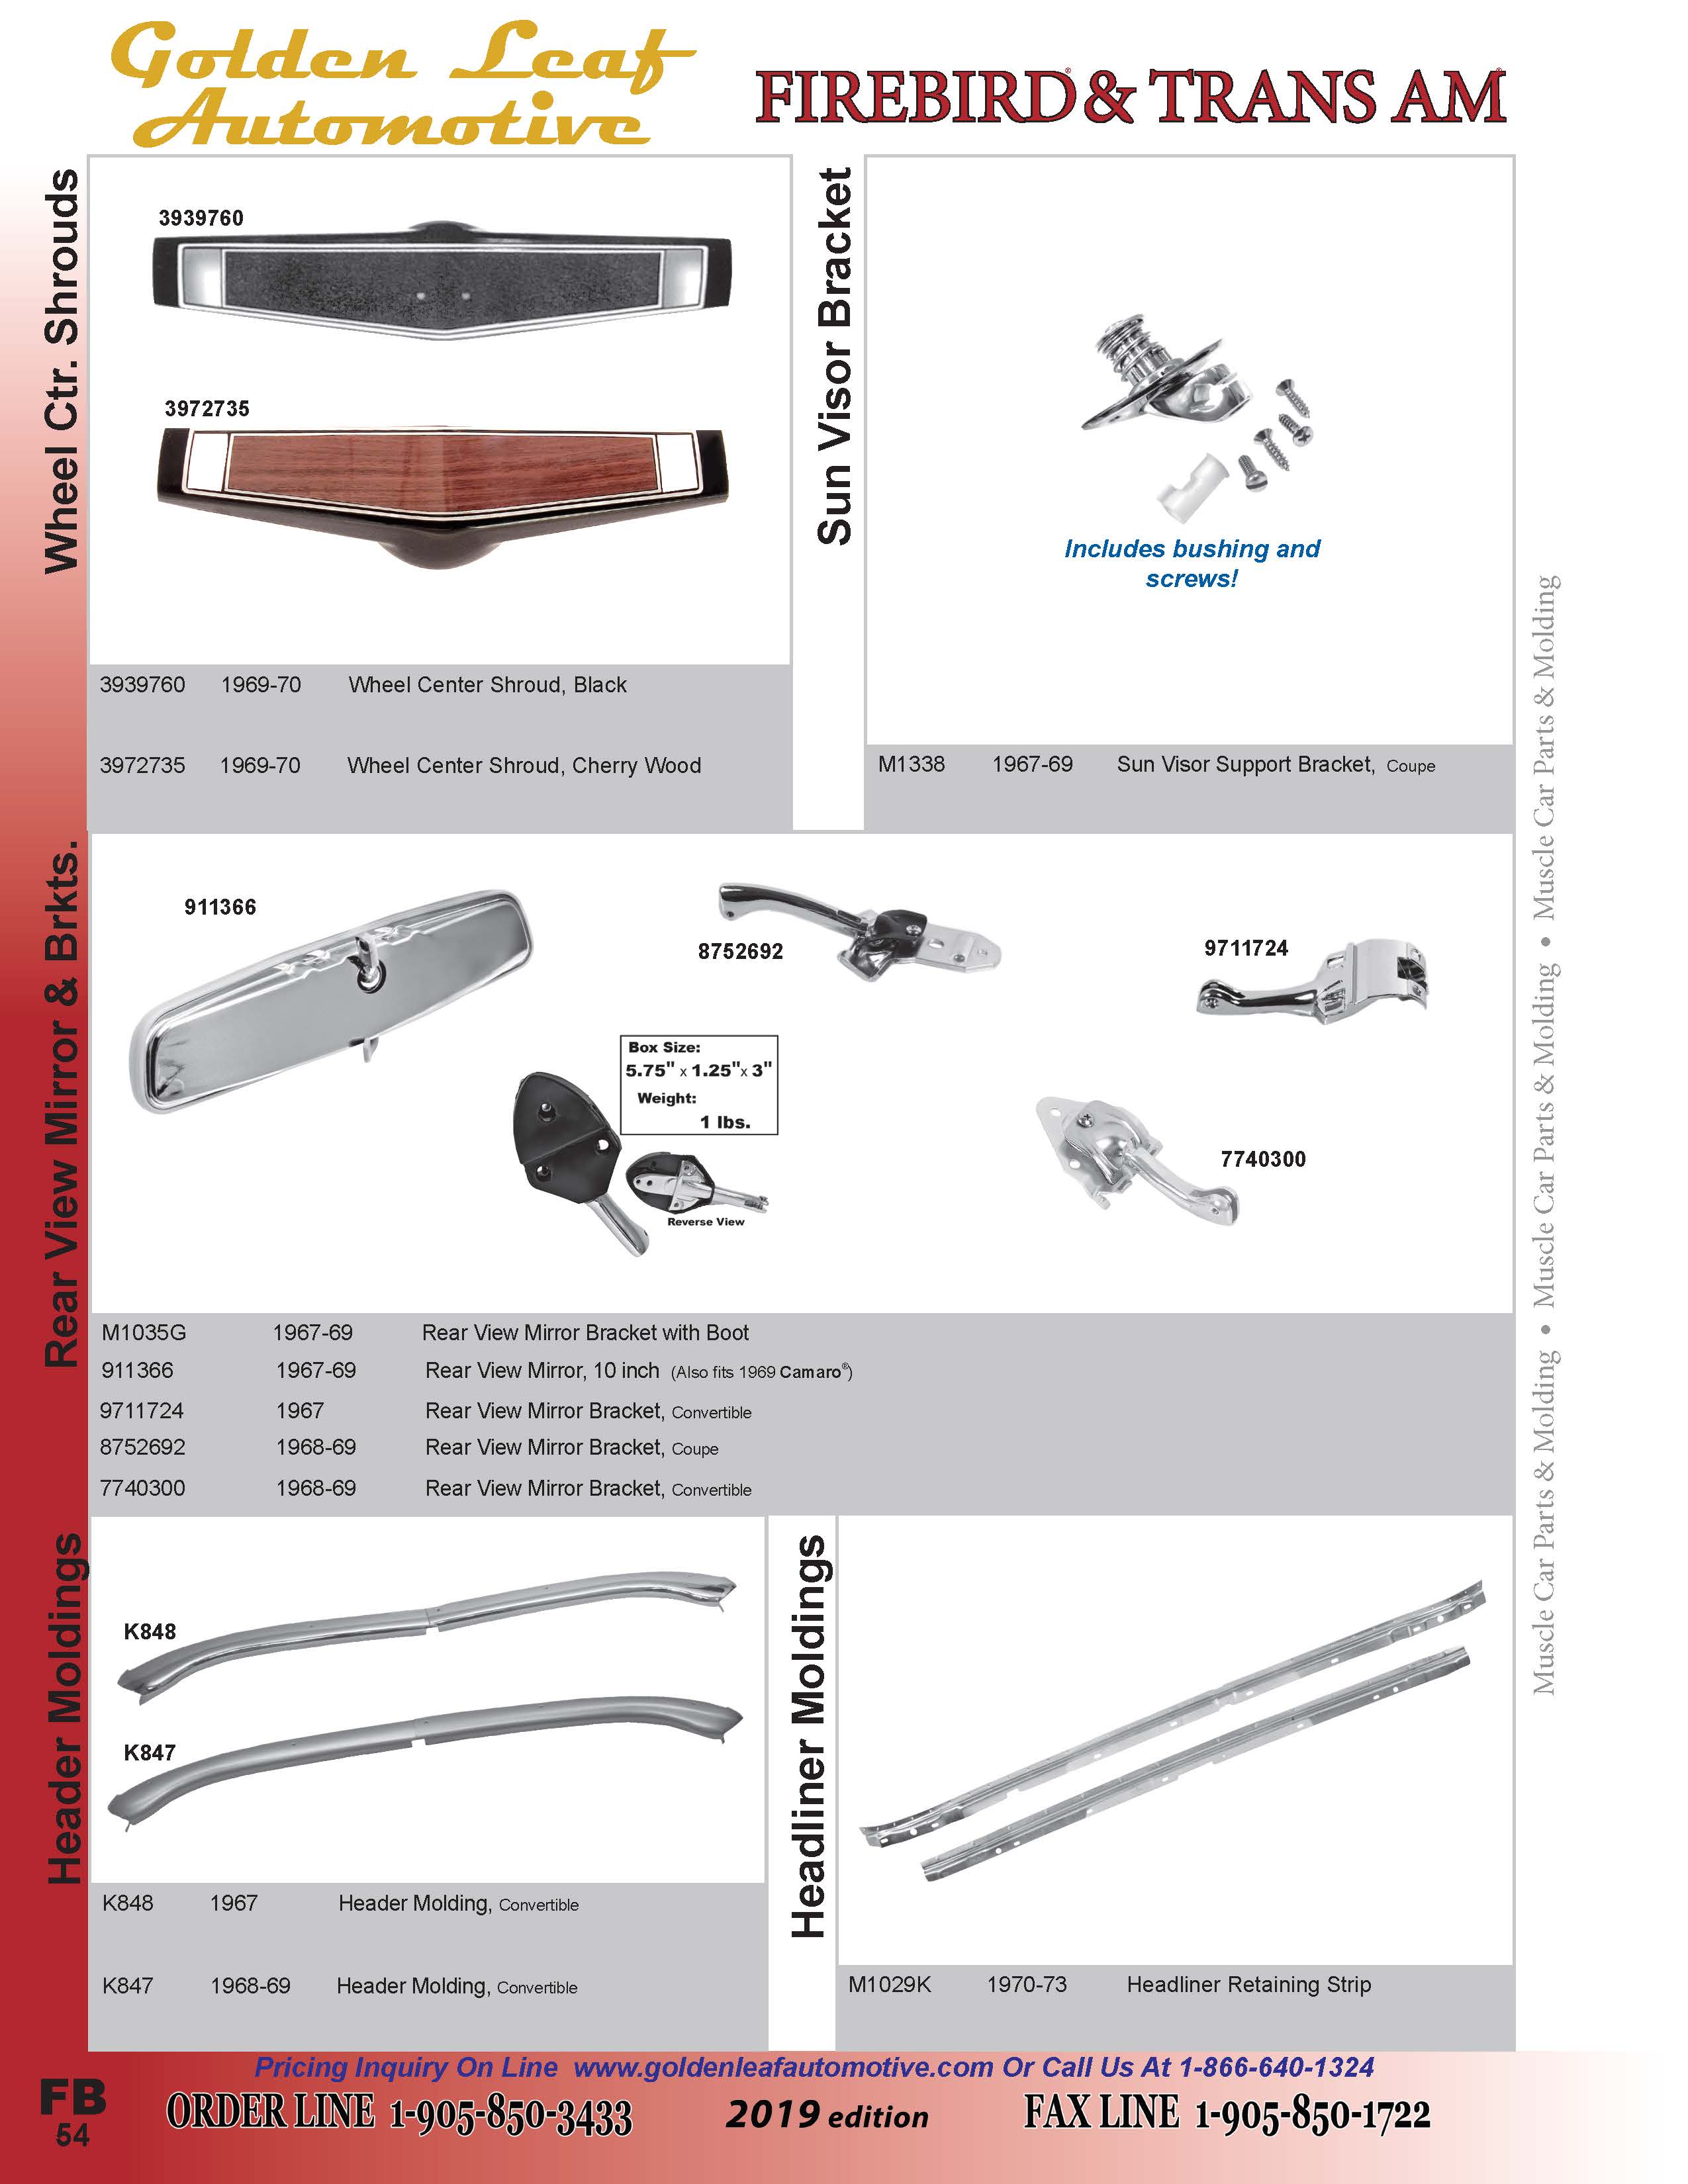 Golden Leaf
Automotive
FIREBIRD® & TRANS AM®
Wheel Ctr. Shrouds
3939760
3972735
3939760 1969-70 Wheel Center Shroud, Black
3972735 1969-70 Wheel Center Shroud, Cherry Wood
Sun Visor Bracket
Includes bushing and
screws!
M1338 1967-69 Sun Visor Support Bracket, Coupe
Rear View Mirror & Brkts.
911366
8752692
9711724
Box Size:
5.75" x 1.25"x 3"
Weight:
1 lbs.
Reverse View
7740300
M1035G 1967-69 Rear View Mirror Bracket with Boot
911366 1967-69 Rear View Mirror, 10 inch (Also fits 1969 Camaro®)
9711724 1967 Rear View Mirror Bracket, Convertible
8752692 1968-69 Rear View Mirror Bracket, Coupe
7740300 1968-69 Rear View Mirror Bracket, Convertible
Header Moldings
K848
K847
K848 1967 Header Molding, Convertible
K847 1968-69 Header Molding, Convertible
Headliner Moldings
M1029K 1970-73 Headliner Retaining Strip
Muscle Car Parts & Molding • Muscle Car Parts & Molding • Muscle Car Parts & Molding
Pricing Inquiry On Line www.goldenleafautomotive.com Or Call Us At 1-866-640-1324
FB
54
ORDER LINE 1-905-850-3433
2019 edition
FAX LINE 1-905-850-1722